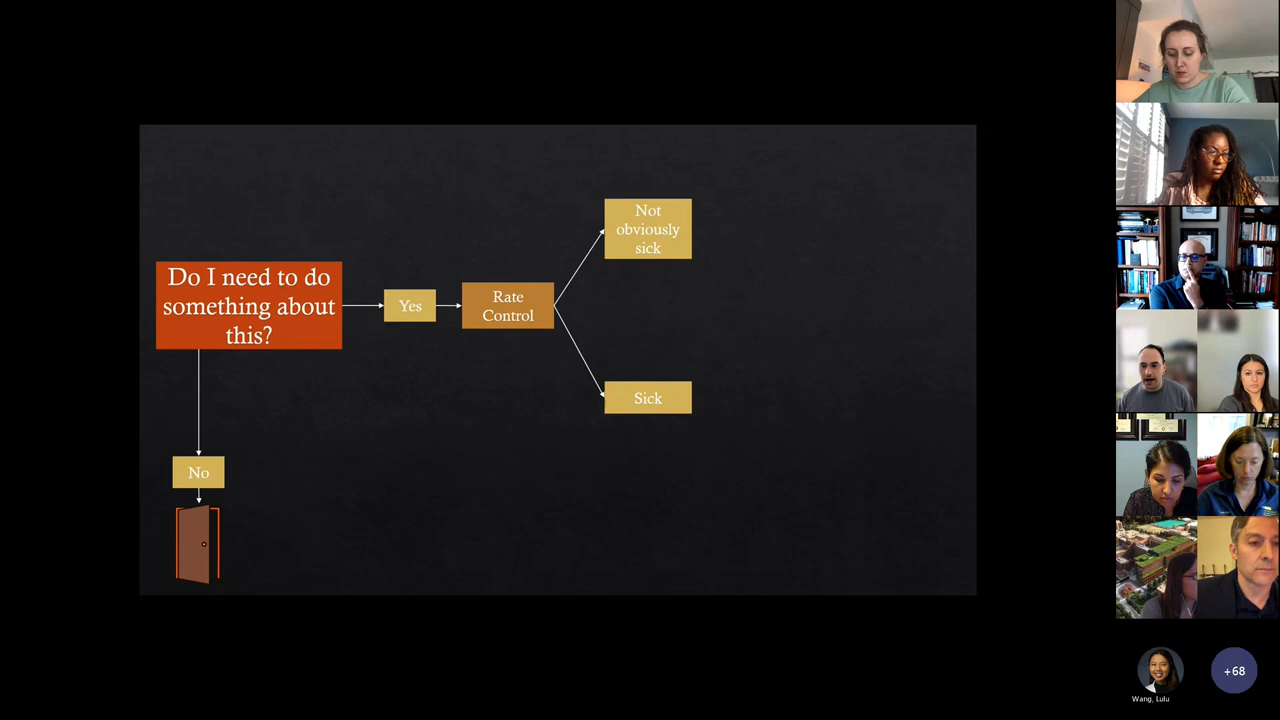 Do I need to do
something about
this?
Yes
Rate
Control
Not
obviously
sick
Sick
No
Wang, Lulu
+68